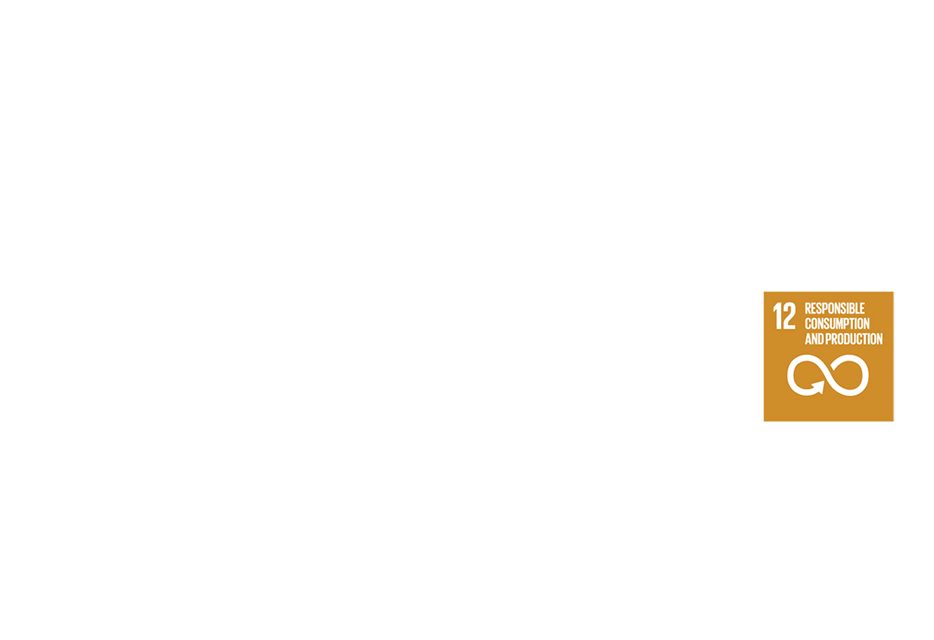 12 RESPONSIBLE
CONSUMPTION
AND PRODUCTION